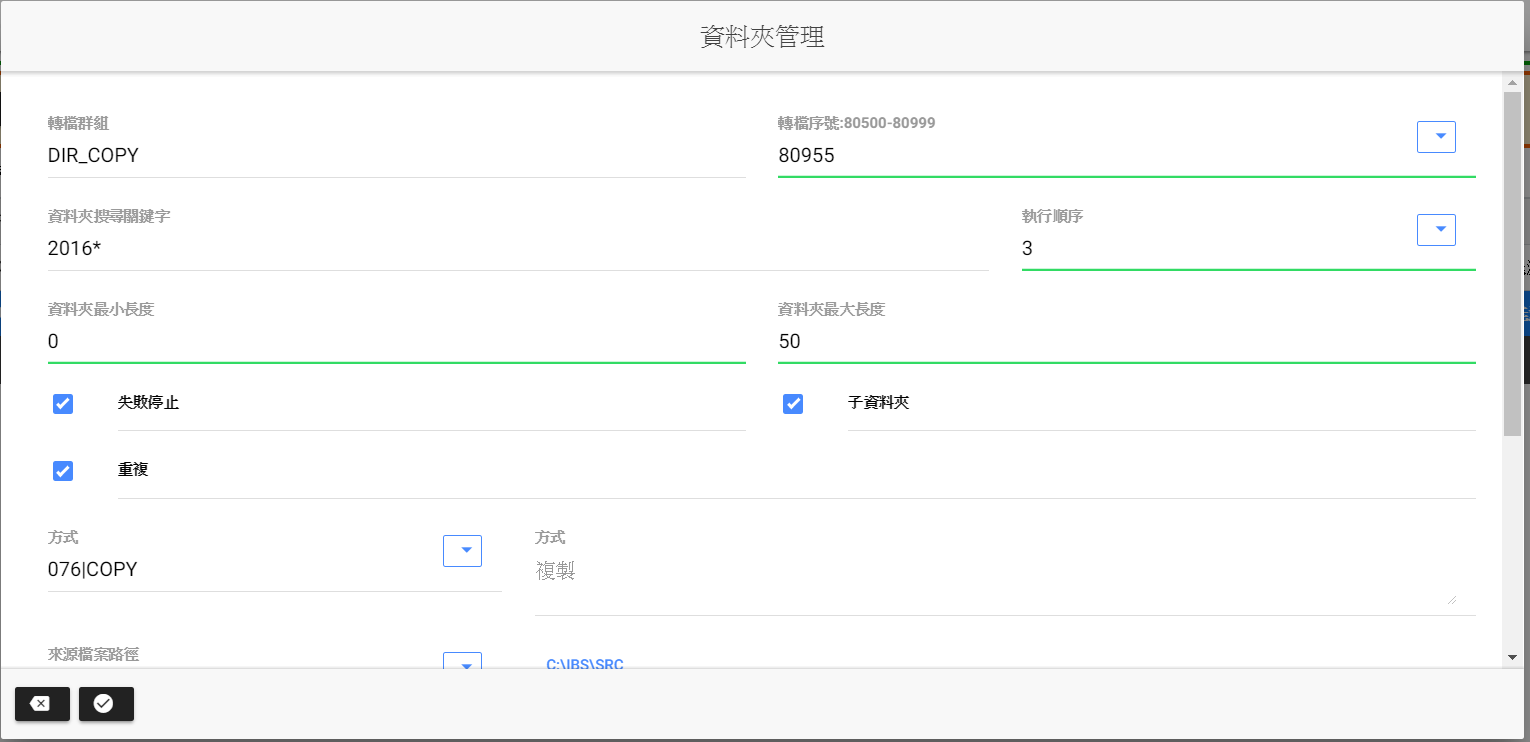 資料夾管理
轉檔群組
DIR_COPY
轉檔序號:80500-80999
80955
資料夾搜尋關鍵字
2016*
執行順序
3
資料夾最小長度
0
資料夾最大長度
50
失敗停止
子資料夾
重複
方式
076|COPY
方式
複製
來源檔案路徑
C:\IBS\SRC